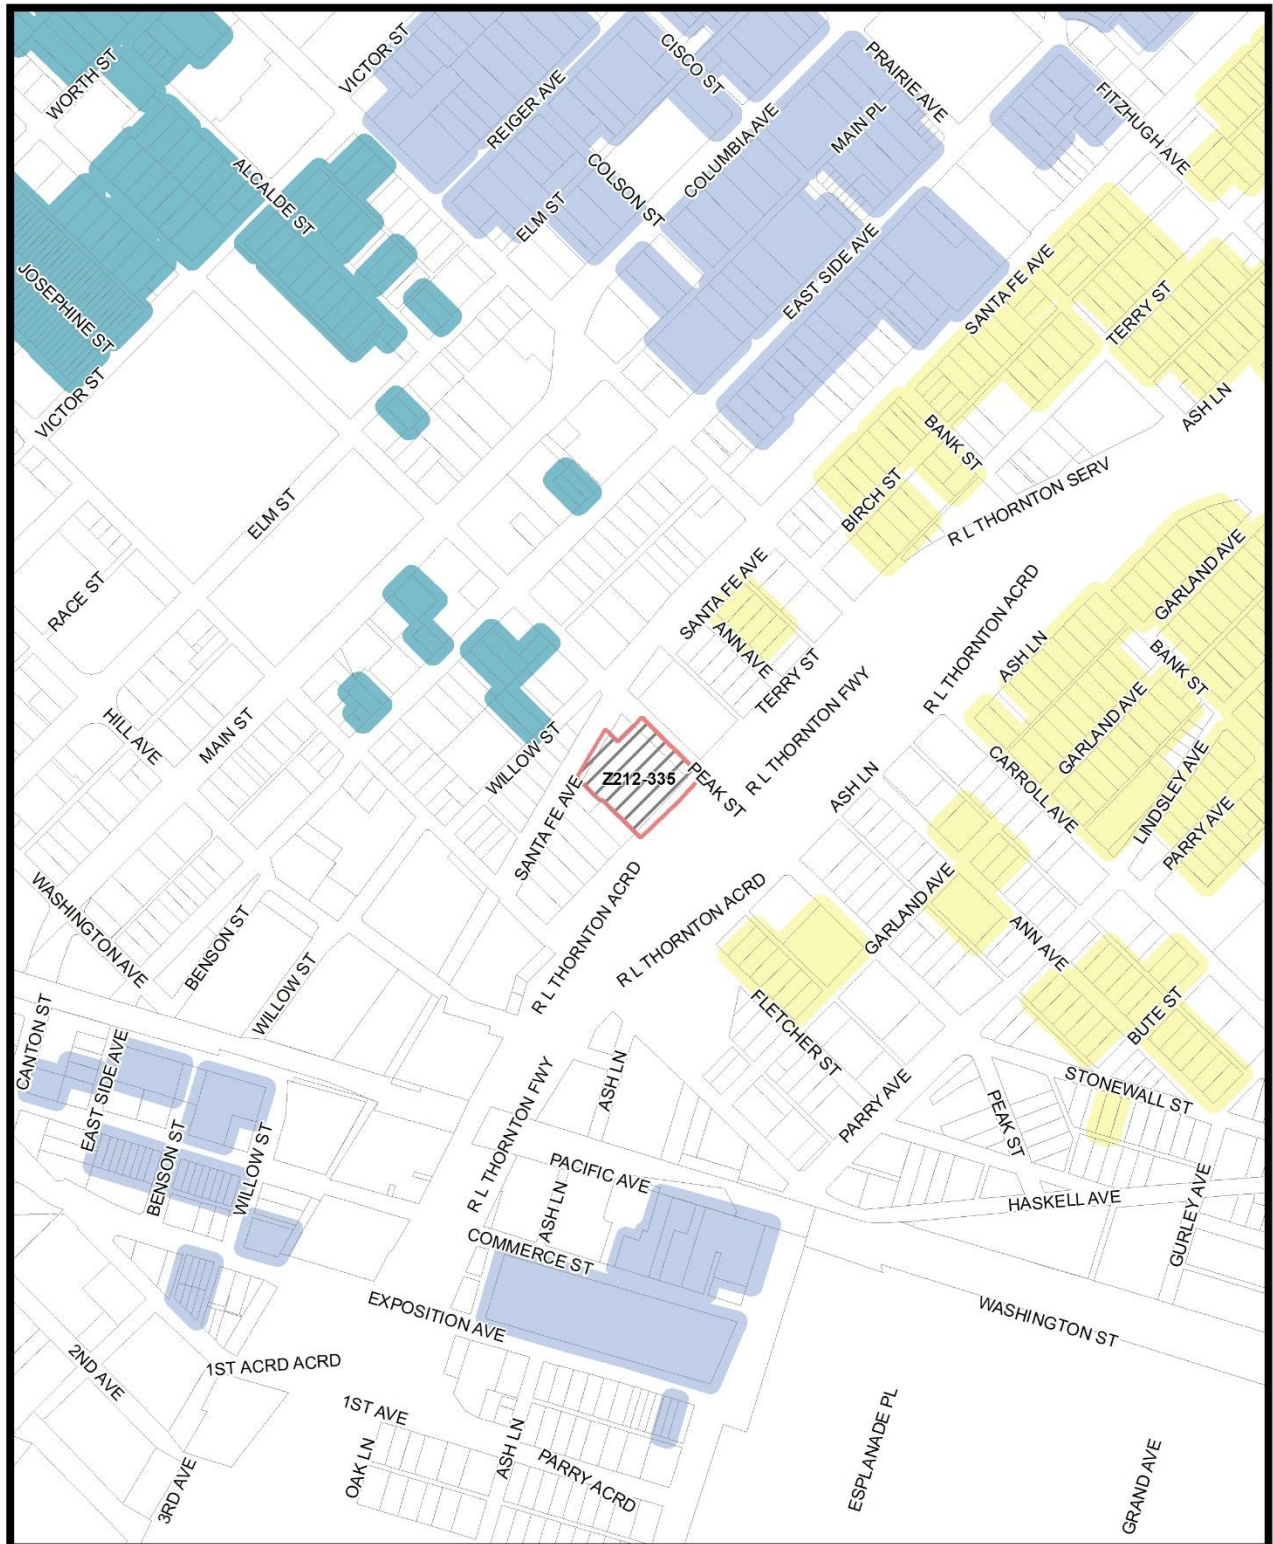 WORTH ST
VICTOR ST
REIGER AVE
CISCO ST
PRAIRIE AVE
COLUMBIA AVE
MAIN PL
FITZHUGH AVE
ALCALDE ST
ELM ST
COLSON ST
EAST SIDE AVE
SANTA FE AVE
TERRY ST
JOSEPHINE ST
VICTOR ST
ASH LN
BANK ST
BIRCH ST
R L THORNTON SERV
ELM ST
RACE ST
SANTA FE AVE
ANN AVE
TERRY ST
R L THORNTON ACRD
GARLAND AVE
ASH LN
BANK ST
R L THORNTON FWY
HILL AVE
MAIN ST
WILLOW ST
Z212-335
PEAK ST
SANTA FE AVE
ASH LN
GARLAND AVE
CARROLL AVE
LINDSLEY AVE
PARRY AVE
WASHINGTON AVE
BENSON ST
WILLOW ST
R L THORNTON ACRD
R L THORNTON ACRD
GARLAND AVE
ANN AVE
FLETCHER ST
BUTE ST
CANTON ST
EAST SIDE AVE
BENSON ST
WILLOW ST
R L THORNTON FWY
ASH LN
PARRY AVE
STONEWALL ST
PEAK ST
PACIFIC AVE
ASH LN
COMMERCE ST
HASKELL AVE
GURLEY AVE
EXPOSITION AVE
WASHINGTON ST
2ND AVE
1ST ACRD ACRD
1ST AVE
OAK LN
ASH LN
PARRY ACRD
3RD AVE
ESPLANADE PL
GRAND AVE